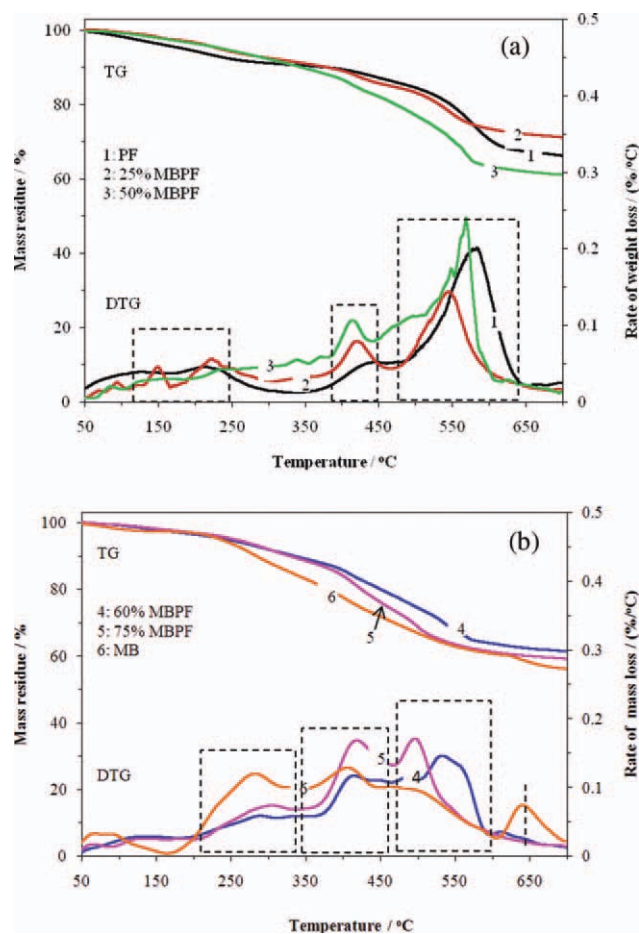 (a)
TG
1: PF
2: 25% MBPF
3: 50% MBPF
DTG
1
2
3
1
2
3
100
80
60
40
20
0
0.5
0.4
0.3
0.2
0.1
0
50
150
250
350
450
550
650
Mass residue / %
Rate of weight loss / (%/°C)
Temperature / °C
(b)
TG
4: 60% MBPF
5: 75% MBPF
6: MB
DTG
4
5
6
4
5
6
100
80
60
40
20
0
0.5
0.4
0.3
0.2
0.1
0
50
150
250
350
450
550
650
Mass residue / %
Rate of mass loss / (%/°C)
Temperature / °C